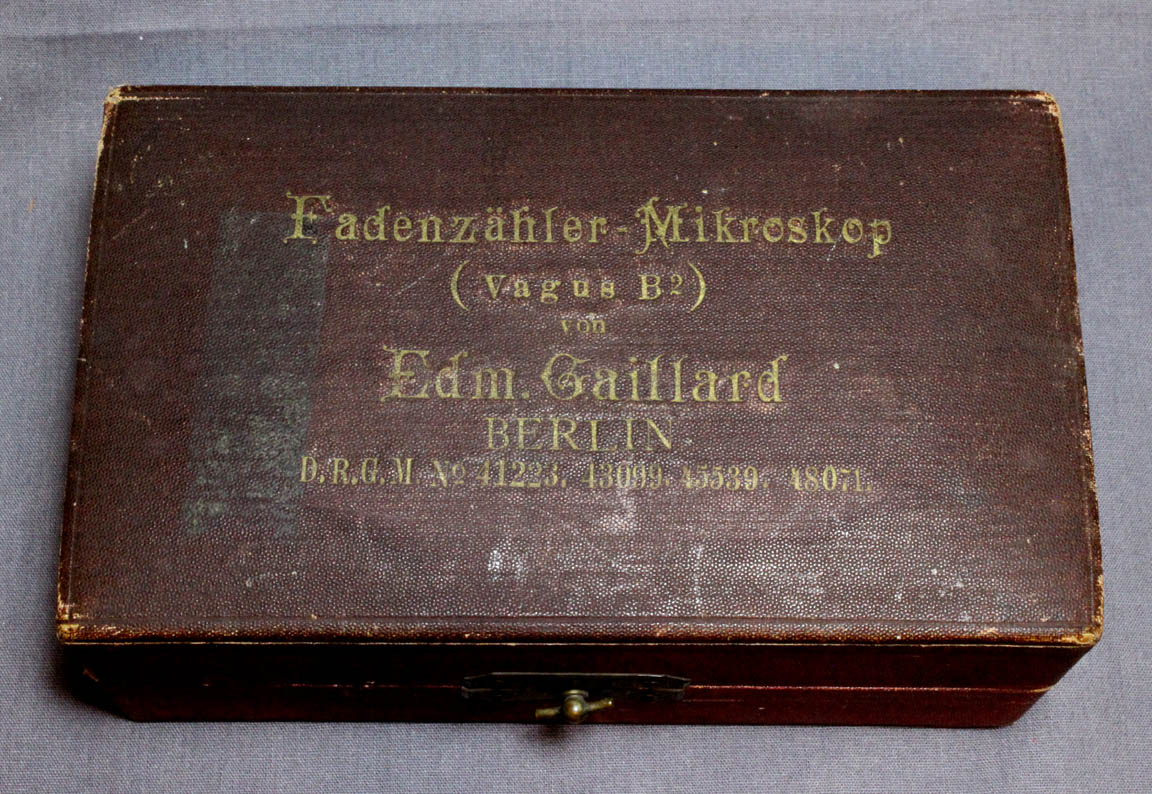 Fadenzähler-Mikroskop
(Vagus B²)
von
Edm. Gaillard
BERLIN
D.R.G.M. No 41223. 43099. 45539. 48071.